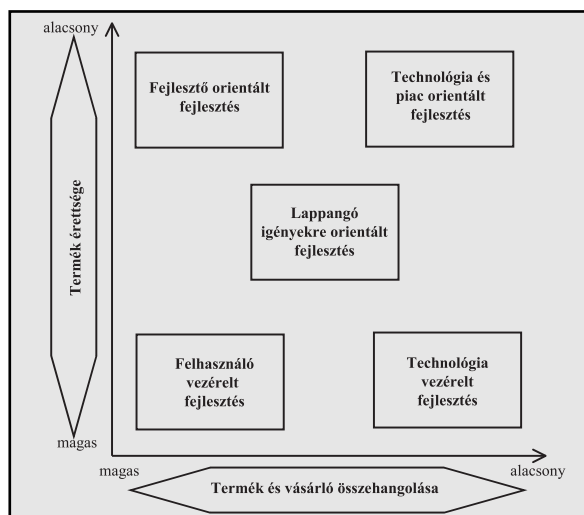 alacsony
Fejlesztő orientált
fejlesztés
Technológia és
piac orientált
fejlesztés
Termék érettsége
Lappangó
igényekre orientált
fejlesztés
Felhasználó
vezérelt
fejlesztés
Technológia
vezérelt
fejlesztés
magas
magas
alacsony
Termék és vásárló összehangolása